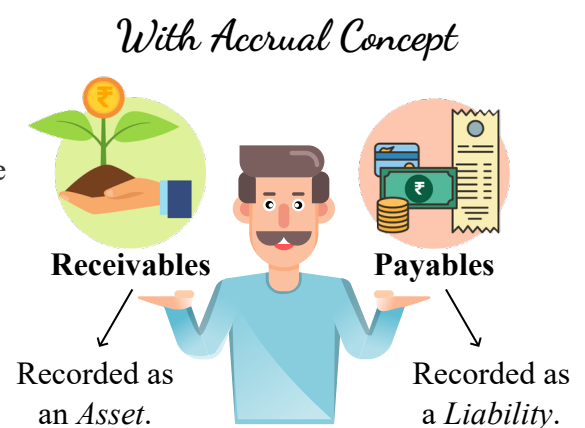 With Accrual Concept
₹
₹
e
Receivables
Payables
Recorded as
an Asset.
Recorded as
a Liability.